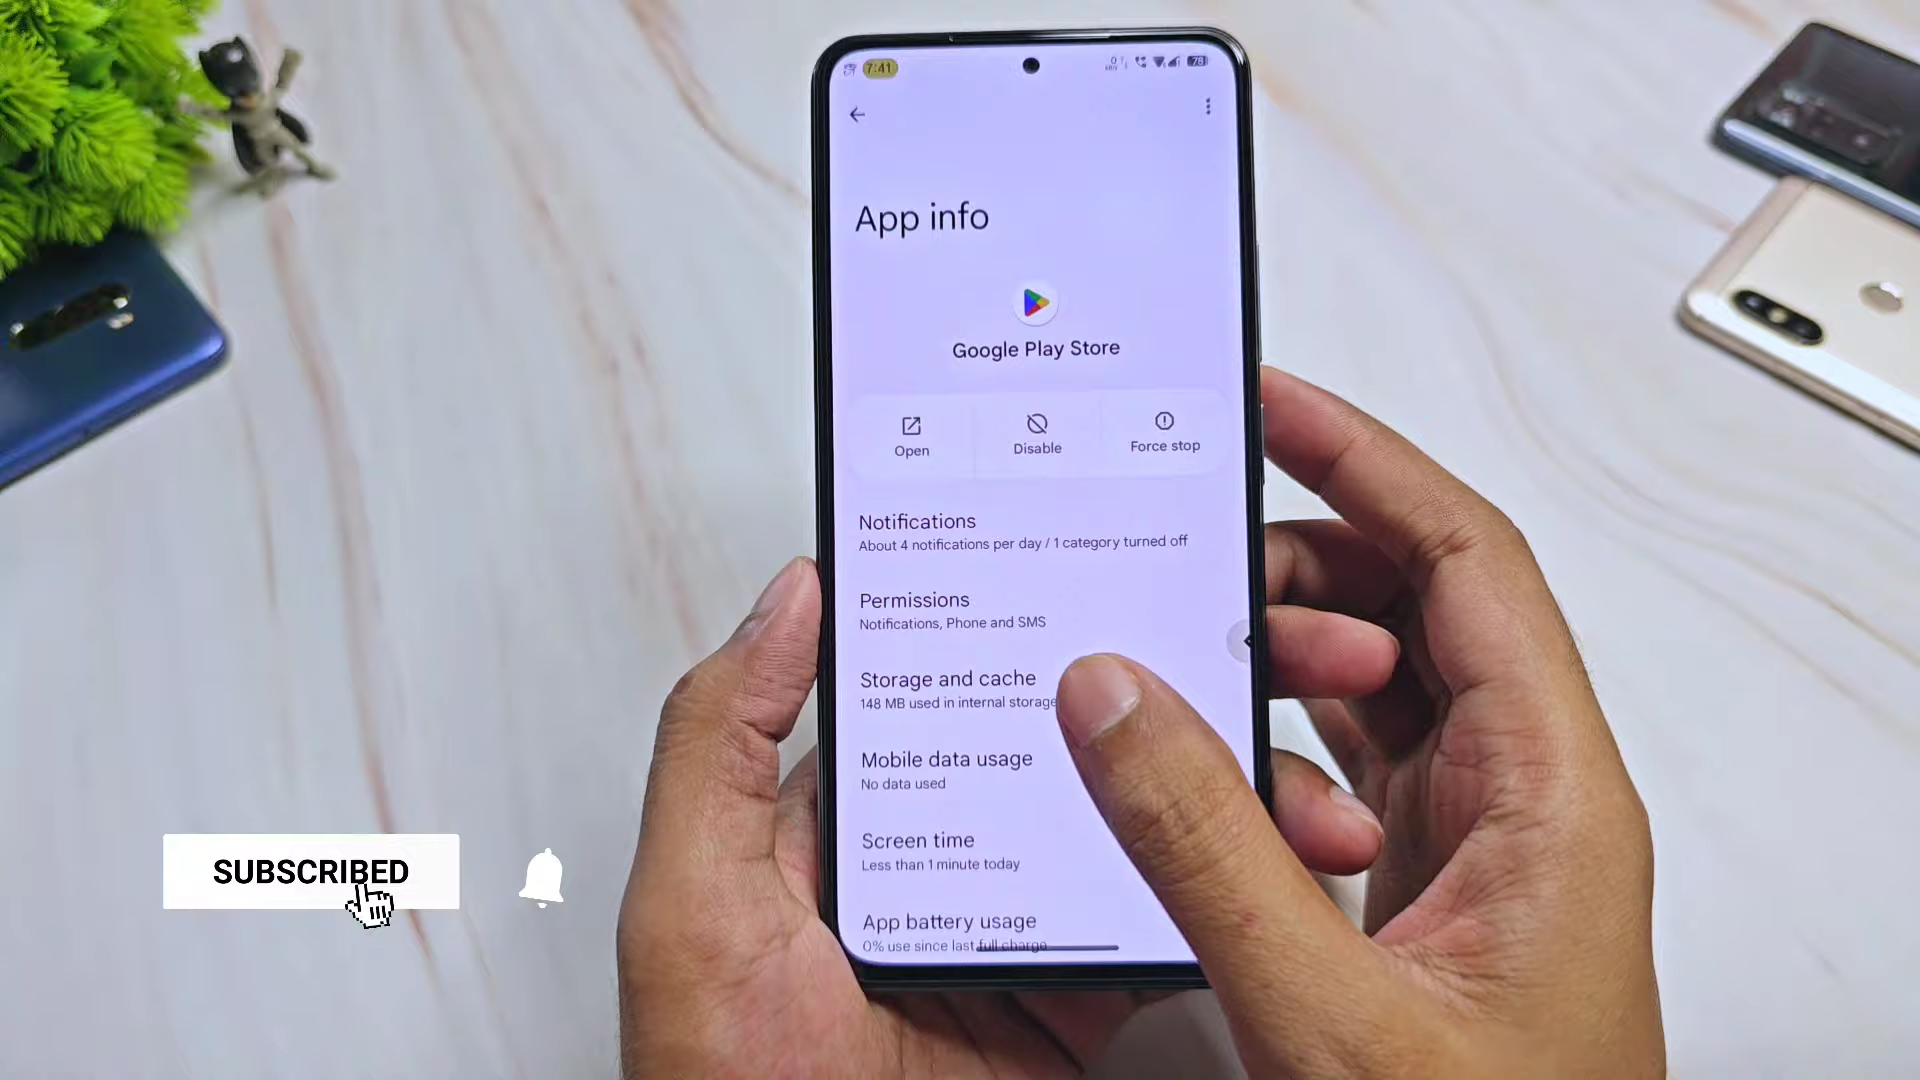 7:41
78
App info
Google Play Store
Open
Disable
Force stop
Notifications
About 4 notifications per day / 1 category turned off
Permissions
Notifications, Phone and SMS
Storage and cache
148 MB used in internal storage
Mobile data usage
No data used
Screen time
Less than 1 minute today
App battery usage
0% use since last full charge
SUBSCRIBED